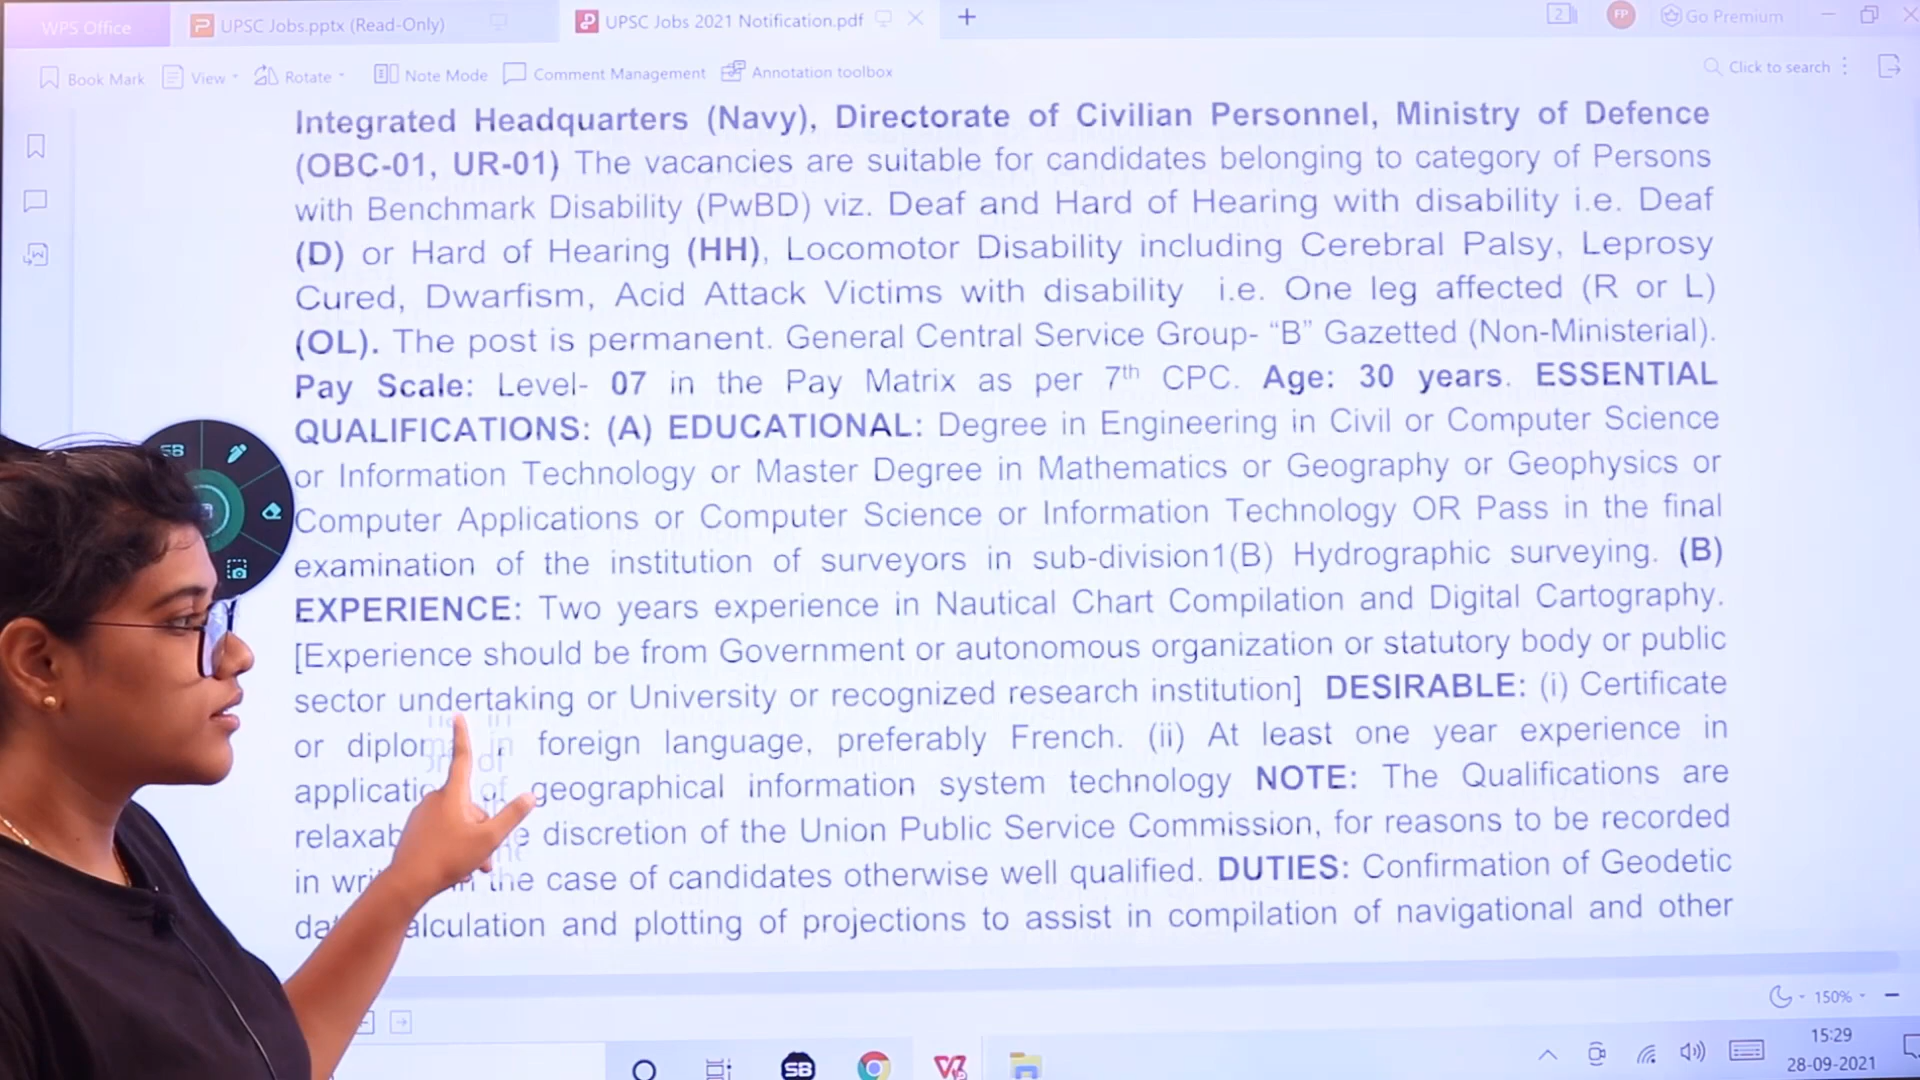 WPS Office
UPSC Jobs.pptx (Read-Only)
UPSC Jobs 2021 Notification.pdf
2
FP
Go Premium
Book Mark
View
Rotate
Note Mode
Comment Management
Annotation toolbox
Click to search
Integrated Headquarters (Navy), Directorate of Civilian Personnel, Ministry of Defence
(OBC-01, UR-01) The vacancies are suitable for candidates belonging to category of Persons
with Benchmark Disability (PwBD) viz. Deaf and Hard of Hearing with disability i.e. Deaf
(D) or Hard of Hearing (HH), Locomotor Disability including Cerebral Palsy, Leprosy
Cured, Dwarfism, Acid Attack Victims with disability i.e. One leg affected (R or L)
(OL). The post is permanent. General Central Service Group- “B” Gazetted (Non-Ministerial).
Pay Scale: Level- 07 in the Pay Matrix as per 7th CPC. Age: 30 years. ESSENTIAL
QUALIFICATIONS: (A) EDUCATIONAL: Degree in Engineering in Civil or Computer Science
or Information Technology or Master Degree in Mathematics or Geography or Geophysics or
Computer Applications or Computer Science or Information Technology OR Pass in the final
examination of the institution of surveyors in sub-division1(B) Hydrographic surveying. (B)
EXPERIENCE: Two years experience in Nautical Chart Compilation and Digital Cartography.
[Experience should be from Government or autonomous organization or statutory body or public
sector undertaking or University or recognized research institution] DESIRABLE: (i) Certificate
or in foreign language, preferably French. (ii) At least one year experience in
of geographical information system technology NOTE: The Qualifications are
discretion of the Union Public Service Commission, for reasons to be recorded
in the case of candidates otherwise well qualified. DUTIES: Confirmation of Geodetic
and plotting of projections to assist in compilation of navigational and other
150%
SB
15:29
28-09-2021